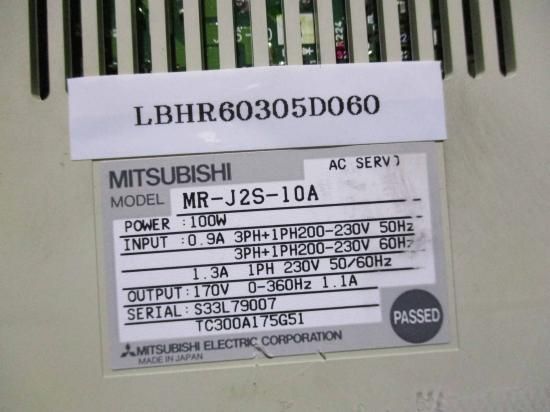 LBHR60305D060
MITSUBISHI AC SERVO
MODEL MR-J2S-10A
POWER : 100W
INPUT : 0.9A 3PH+1PH200-230V 50Hz
3PH+1PH200-230V 60Hz
1.3A 1PH 230V 50/60Hz
OUTPUT: 170V 0-360Hz 1.1A
SERIAL: S33L79007
TC300A175G51
PASSED
MITSUBISHI ELECTRIC CORPORATION
MADE IN JAPAN